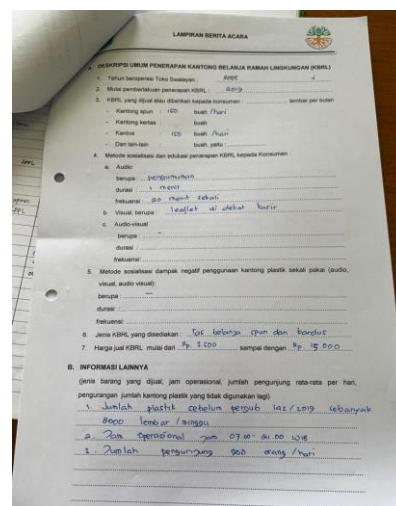 LAMPIRAN BERITA ACARA
DESKRIPSI UMUM PENERAPAN KANTONG BELANJA RAMAH LINGKUNGAN (KBRL)
1. Tahun beroperasi Toko Swalayan :
2. Mulai pemberlakuan penerapan KBRL : 2019
3. KBRL yang dijual atau diberikan kepada konsumen : lembar per bulan
- Kantong spun : 150 buah /hari
- Kantong kertas : buah
- Kardus : 150 buah /hari
- Dan lain-lain : buah, yaitu :
4. Metode sosialisasi dan edukasi penerapan KBRL kepada Konsumen :
a. Audio:
berupa : pengumuman
durasi : 1 menit
frekuensi : 20 menit sekali
b. Visual, berupa : leaflet di dekat kasir
c. Audio-visual
berupa : -
durasi :
frekuensi:
5. Metode sosialisasi dampak negatif penggunaan kantong plastik sekali pakai (audio,
visual, audio visual):
berupa : -
durasi :
frekuensi:
6. Jenis KBRL yang disediakan : Tas belanja spun dan kardus
7. Harga jual KBRL mulai dari Rp. 3.500 sampai dengan Rp 15.000
B. INFORMASI LAINNYA
(jenis barang yang dijual, jam operasional, jumlah pengunjung rata-rata per hari,
pengurangan jumlah kantong plastik yang tidak digunakan lagi)
1. Jumlah plastik sebelum pergub 142/2019 sebanyak
8000 lembar / minggu
2. Jam Operasional jam 07.00-21.00 WIB
3. Jumlah pengunjung 900 orang /hari